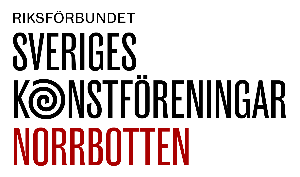 RIKSFÖRBUNDET
SVERIGES
KONSTFÖRENINGAR
NORRBOTTEN